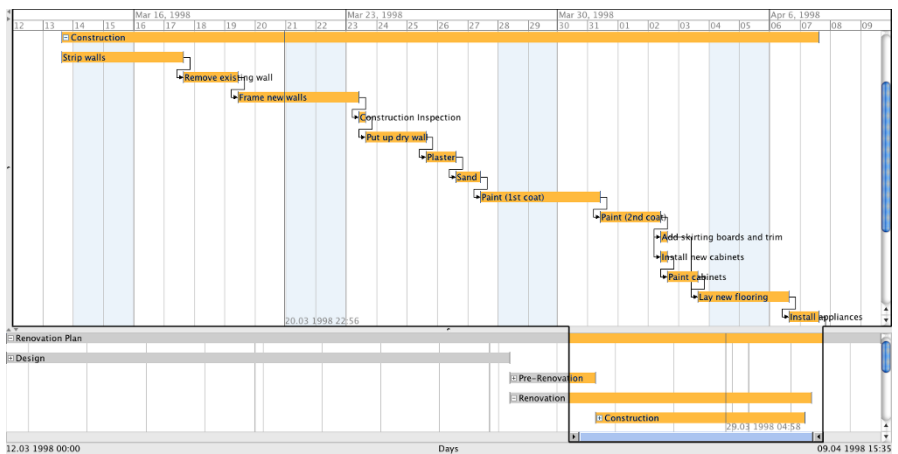 Mar 16, 1998 Mar 23, 1998 Mar 30, 1998 Apr 6, 1998
12 13 14 15 16 17 18 19 20 21 22 23 24 25 26 27 28 29 30 31 01 02 03 04 05 06 07 08 09
Construction
Strip walls
Remove existing wall
Frame new walls
Construction Inspection
Put up dry wall
Plaster
Sand
Paint (1st coat)
Paint (2nd coat)
Add skirting boards and trim
Install new cabinets
Paint cabinets
Lay new flooring
Install appliances
20.03 1998 22:56
Renovation Plan
Design
Pre-Renovation
Renovation
Construction
29.03 1998 04:58
12.03 1998 00:00 Days 09.04 1998 15:35